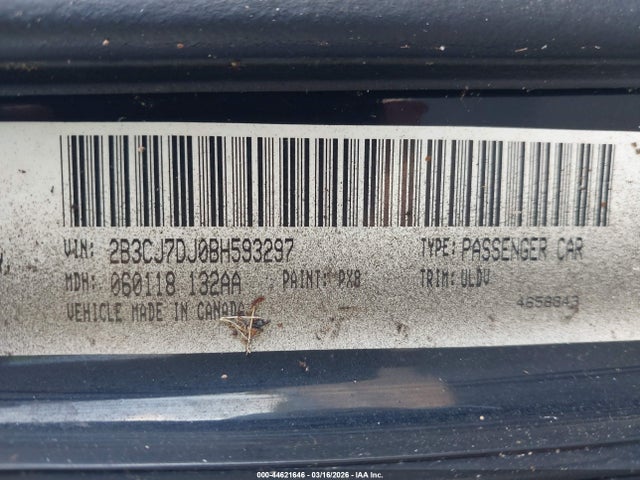 VIN: 2B3CJ7DJ0BH593297 TYPE: PASSENGER CAR
MDH: 060118 132AA PAINT: PX8 TRIM: ULDV
VEHICLE MADE IN CANADA 4658843
© 2000-44621646 - 03/16/2026 - IAA Inc.